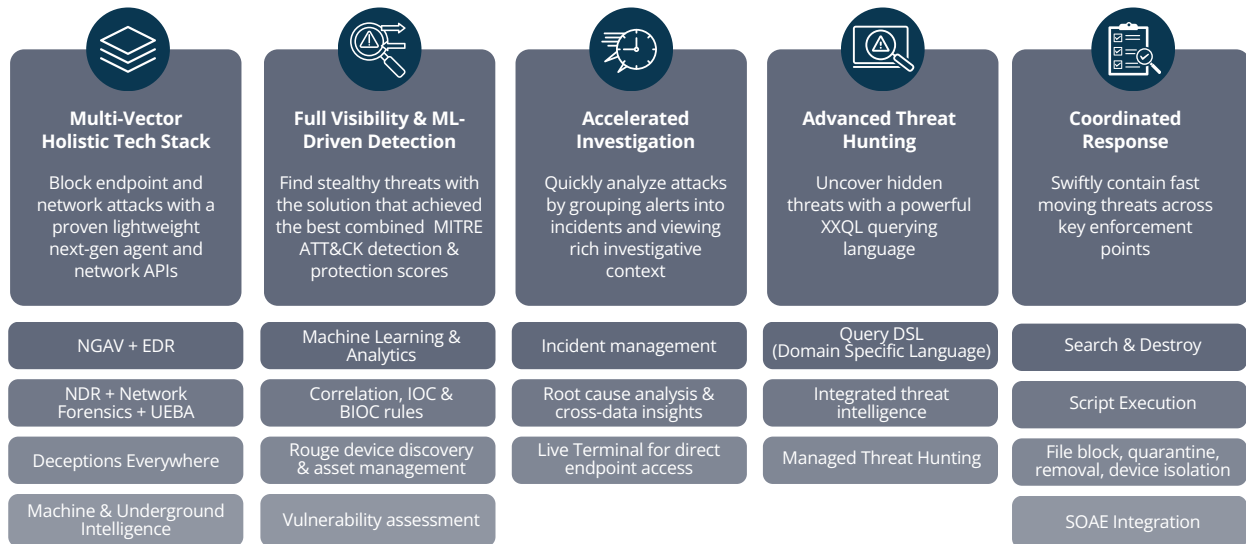 Multi-Vector
Holistic Tech Stack
Block endpoint and
network attacks with a
proven lightweight
next-gen agent and
network APIs
NGAV + EDR
NDR + Network
Forensics + UEBA
Deceptions Everywhere
Machine & Underground
Intelligence
Full Visibility & ML-
Driven Detection
Find stealthy threats with
the solution that achieved
the best combined MITRE
ATT&CK detection &
protection scores
Machine Learning &
Analytics
Correlation, IOC &
BIOC rules
Rouge device discovery
& asset management
Vulnerability assessment
Accelerated
Investigation
Quickly analyze attacks
by grouping alerts into
incidents and viewing
rich investigative
context
Incident management
Root cause analysis &
cross-data insights
Live Terminal for direct
endpoint access
Advanced Threat
Hunting
Uncover hidden
threats with a powerful
XXQL querying
language
Query DSL
(Domain Specific Language)
Integrated threat
intelligence
Managed Threat Hunting
Coordinated
Response
Swiftly contain fast
moving threats across
key enforcement
points
Search & Destroy
Script Execution
File block, quarantine,
removal, device isolation
SOAE Integration